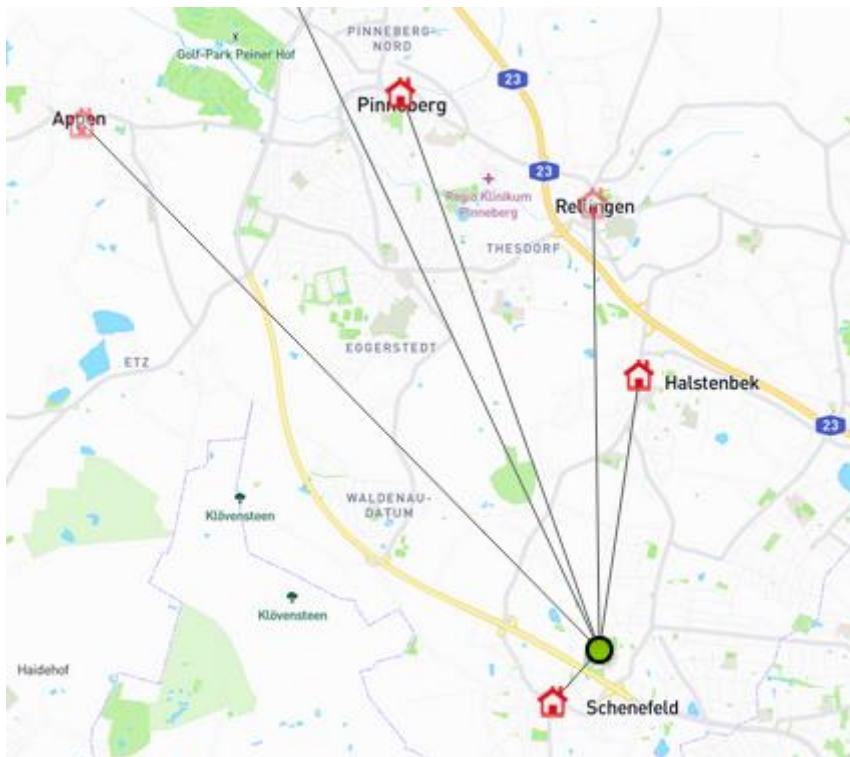 PINNEBERG-
NORD
Golf-Park Peiner Hof
23
Appen
Pinneberg
23
Regio Klinikum
Pinneberg
Rellingen
THESDORF
EGGERSTEDT
ETZ
Halstenbek
23
WALDENAU-
DATUM
Klövensteen
Klövensteen
Haidehof
Schenefeld